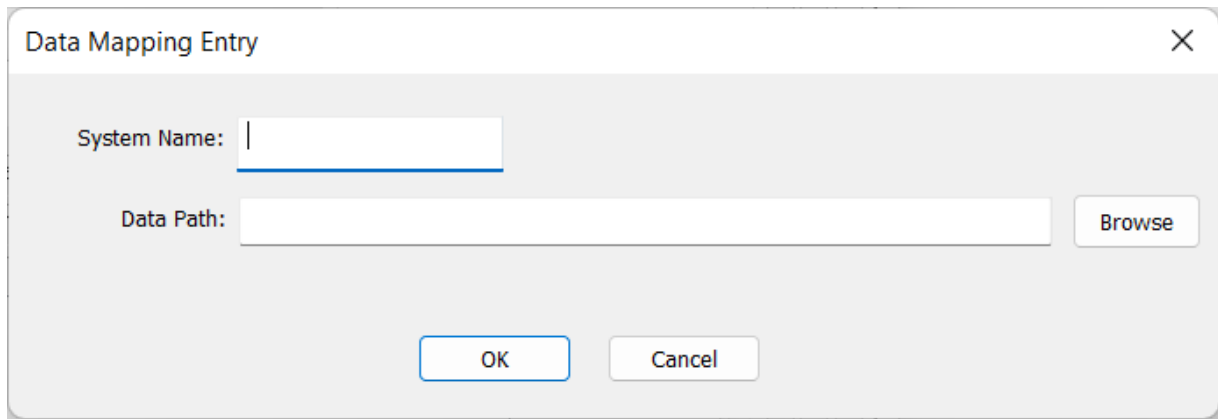 Data Mapping Entry
System Name:
Data Path:
Browse
OK
Cancel